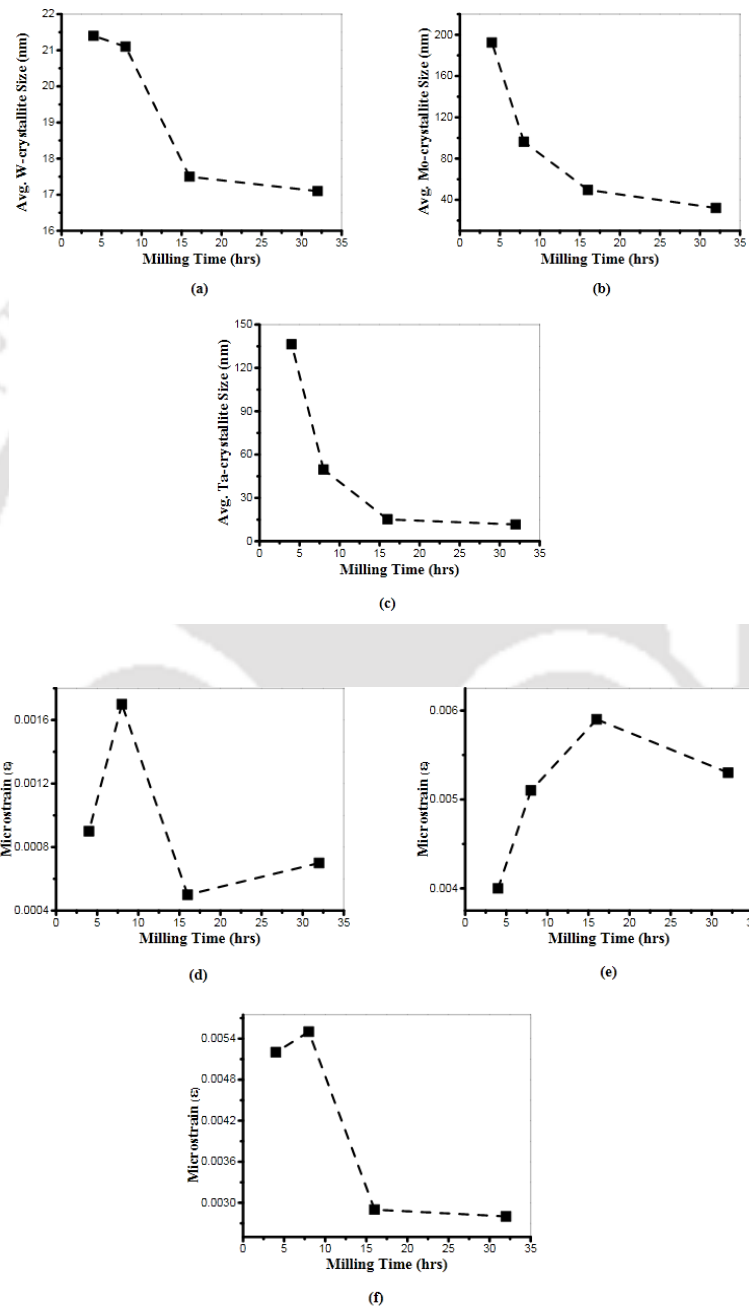 22
21
20
19
18
17
16
Avg. W-crystallite Size (nm)
0 5 10 15 20 25 30 35
Milling Time (hrs)
(a)
200
160
120
80
40
Avg. Mo-crystallite Size (nm)
0 5 10 15 20 25 30 35
Milling Time (hrs)
(b)
150
120
90
60
30
0
Avg. Ta-crystallite Size (nm)
0 5 10 15 20 25 30 35
Milling Time (hrs)
(c)
0.0016
0.0012
0.0008
0.0004
Microstrain (ε)
0 5 10 15 20 25 30 35
Milling Time (hrs)
(d)
0.006
0.005
0.004
Microstrain (ε)
0 5 10 15 20 25 30
Milling Time (hrs)
(e)
0.0054
0.0048
0.0042
0.0036
0.0030
Microstrain (ε)
0 5 10 15 20 25 30 35
Milling Time (hrs)
(f)